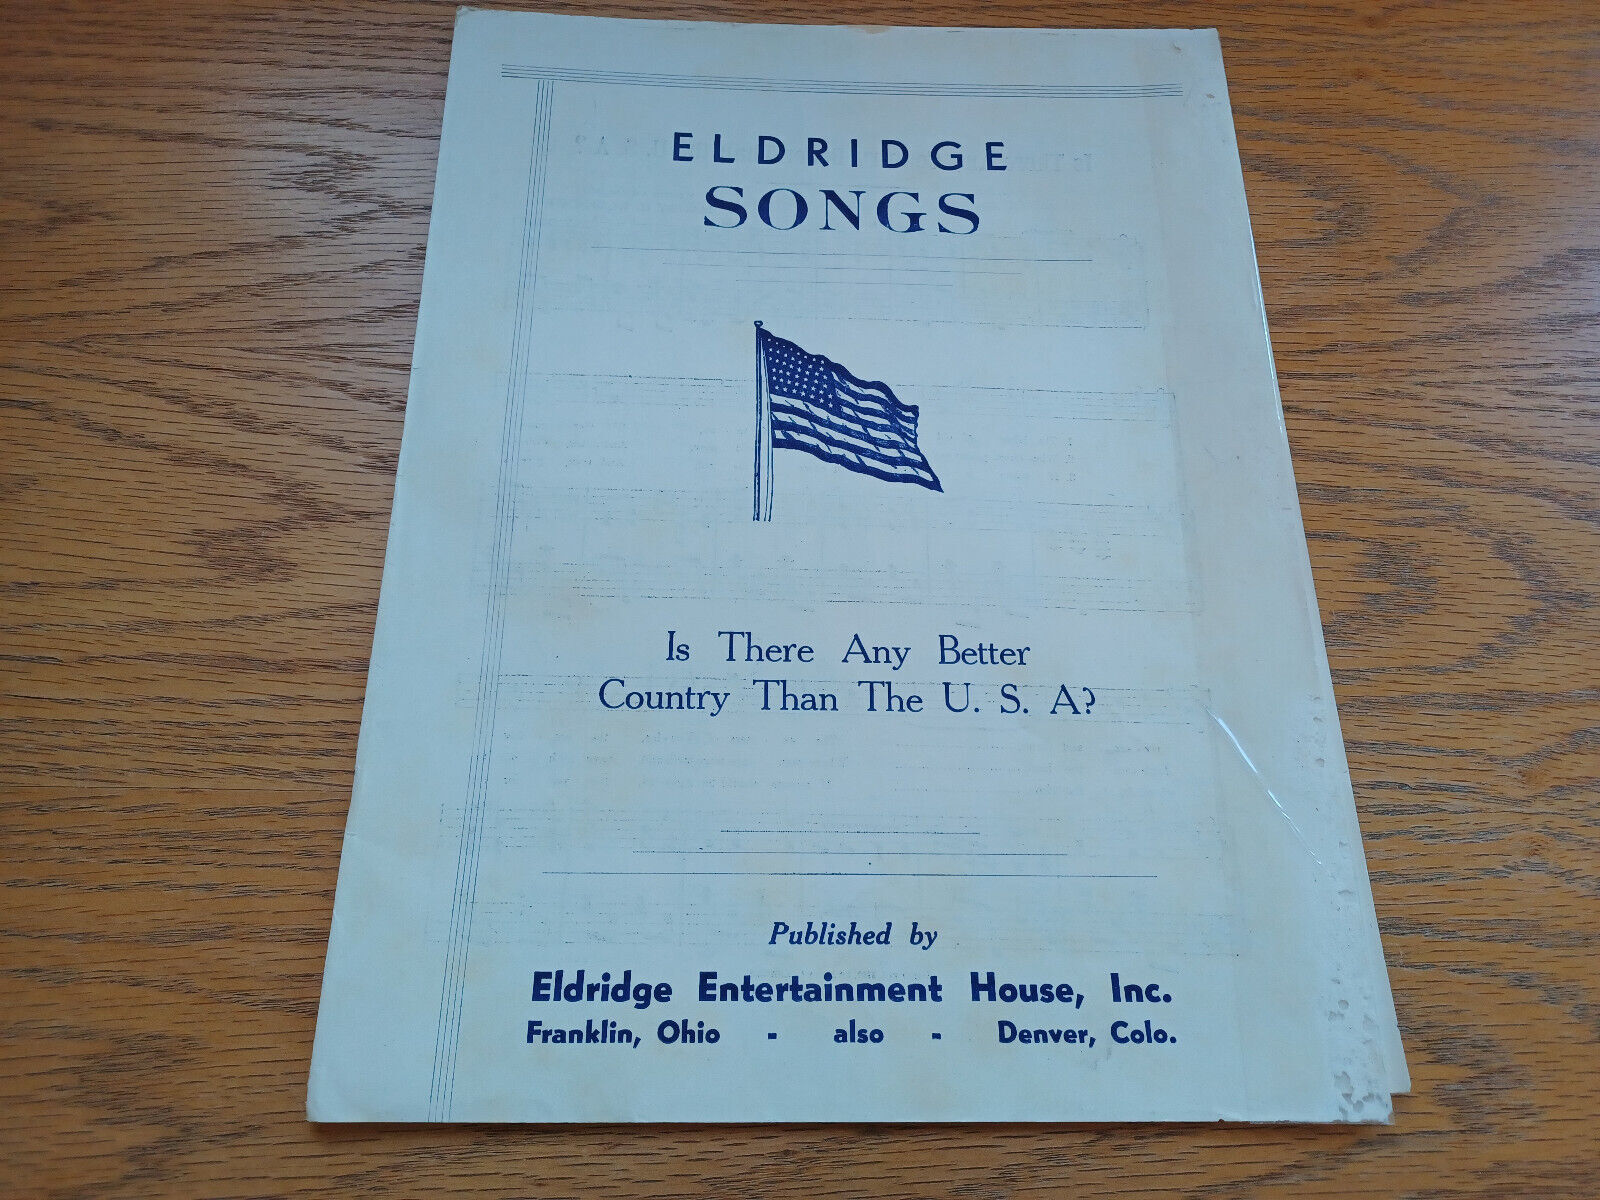 ELDRIDGE
SONGS
Is There Any Better
Country Than The U. S. A?
Published by
Eldridge Entertainment House, Inc.
Franklin, Ohio - also - Denver, Colo.